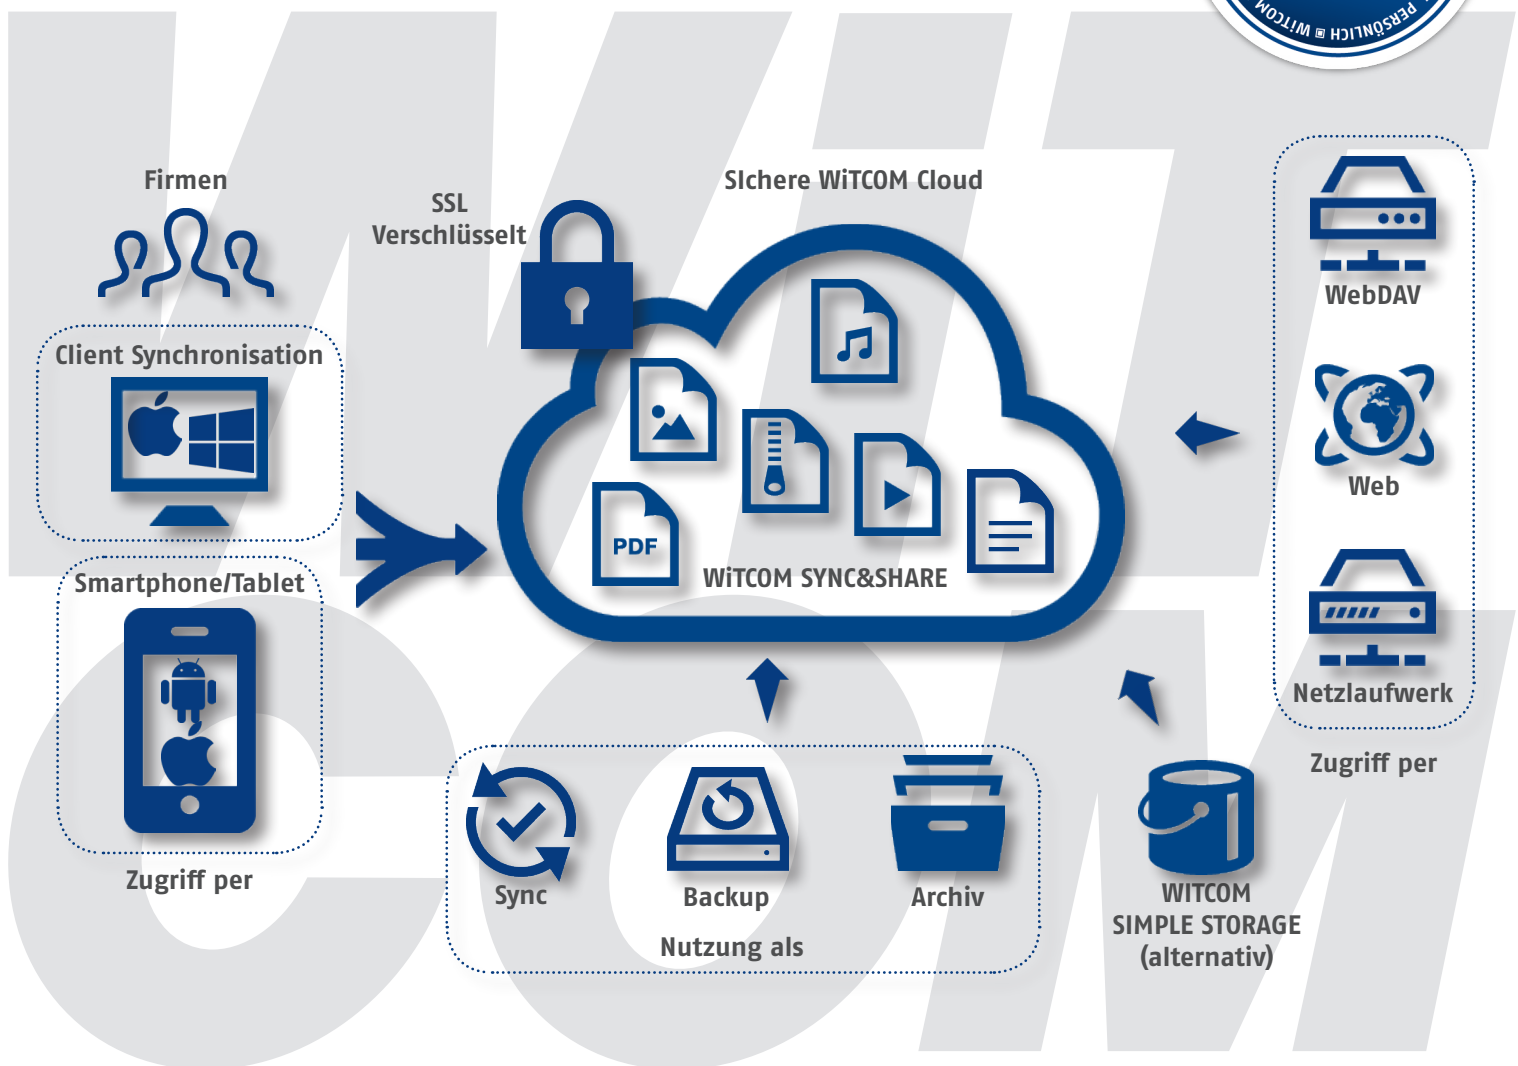 WiTCOM
PERSÖNLICH ▣ WiTCOM
Firmen
SSL
Verschlüsselt
SIchere WiTCOM Cloud
Client Synchronisation
Smartphone/Tablet
Zugriff per
PDF
WiTCOM SYNC&SHARE
WebDAV
Web
Netzlaufwerk
Zugriff per
Sync
Backup
Archiv
Nutzung als
WITCOM
SIMPLE STORAGE
(alternativ)